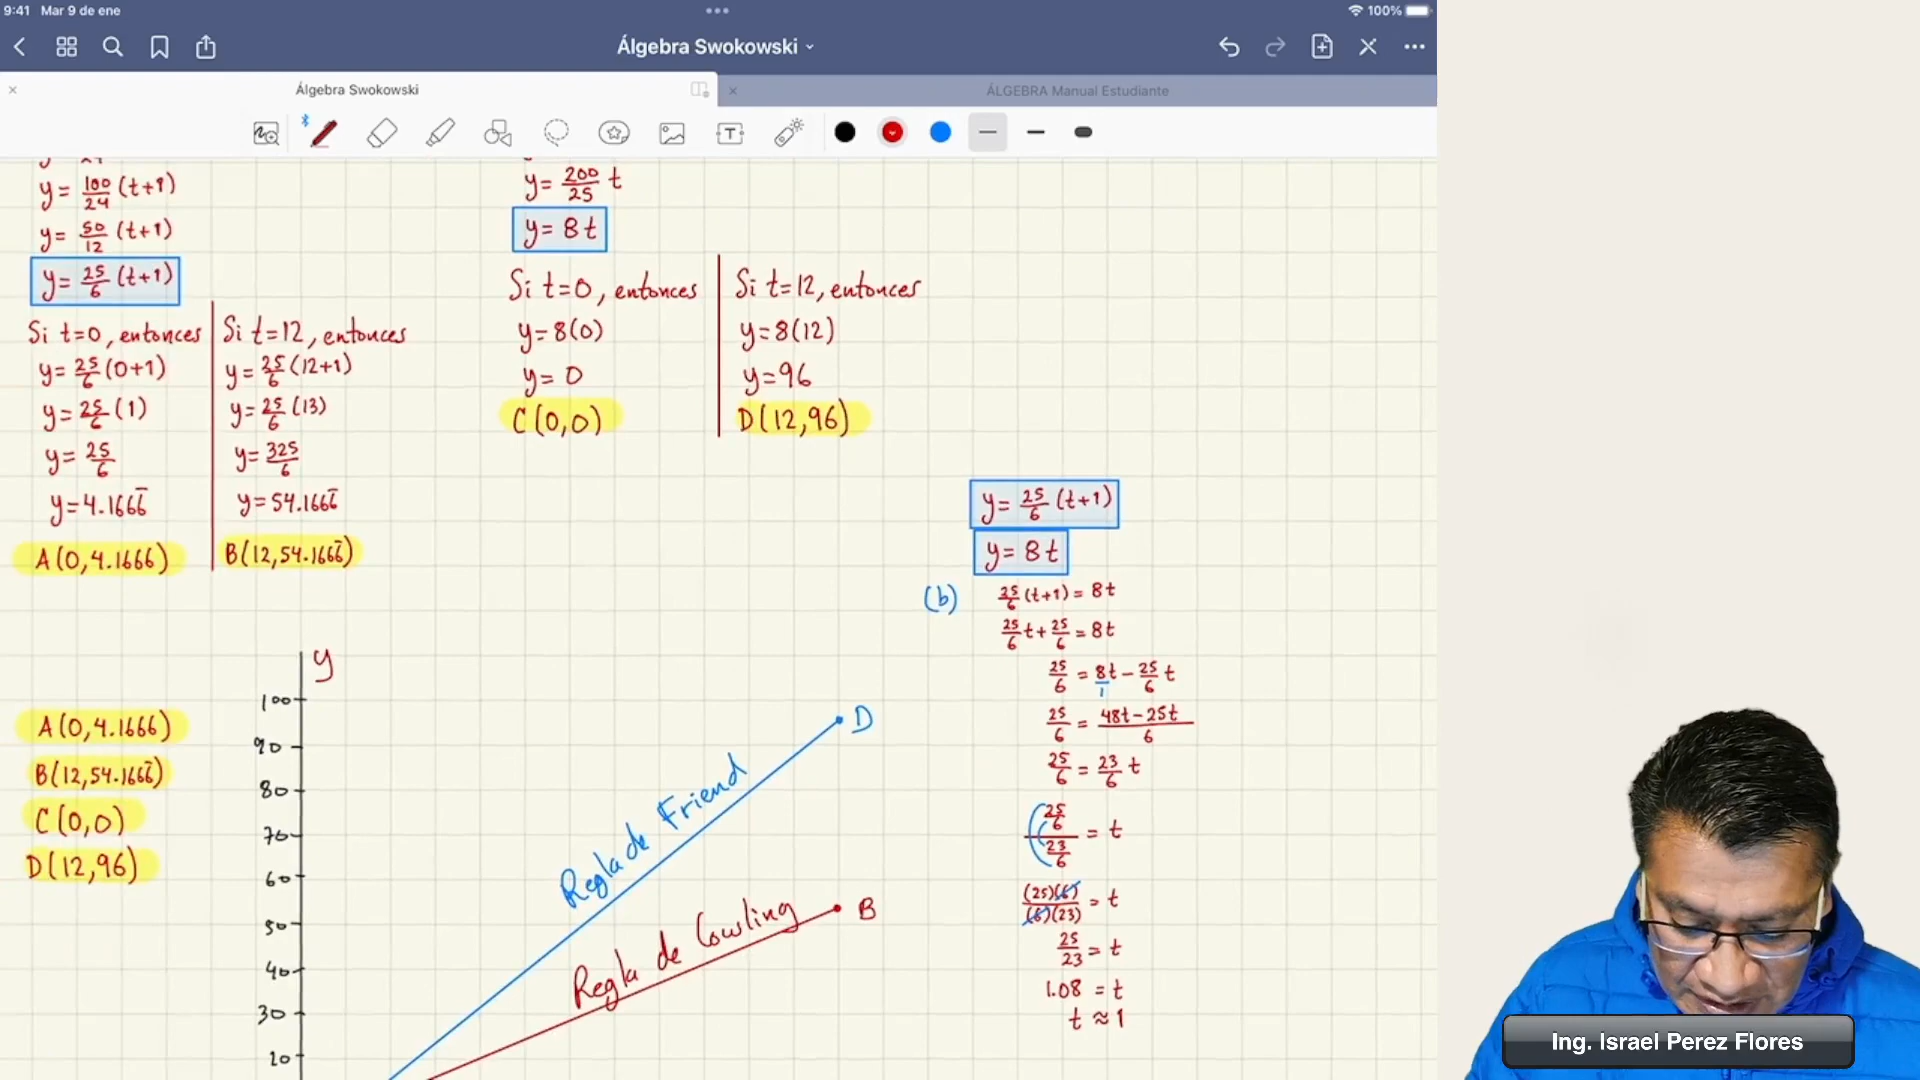 9:41 Mar 9 de ene
100%
Álgebra Swokowski
Álgebra Swokowski
ÁLGEBRA Manual Estudiante
y = 100/24 (t+1)
y = 50/12 (t+1)
y = 25/6 (t+1)
Si t=0, entonces
y = 25/6 (0+1)
y = 25/6 (1)
y = 25/6
y = 4.1666̅
A(0,4.1666)
Si t=12, entonces
y = 25/6 (12+1)
y = 25/6 (13)
y = 325/6
y = 54.1666̅
B(12,54.1666̅)
y = 200/25 t
y = 8t
Si t=0, entonces
y = 8(0)
y = 0
C(0,0)
Si t=12, entonces
y = 8(12)
y = 96
D(12,96)
A(0,4.1666)
B(12,54.1666̅)
C(0,0)
D(12,96)
y
100
90
80
70
60
50
40
30
20
Regla de Friend
D
Regla de Cowling
B
y = 25/6 (t+1)
y = 8t
(b)
25/6 (t+1) = 8t
25/6 t + 25/6 = 8t
25/6 = 8t/1 - 25/6 t
25/6 = 48t-25t/6
25/6 = 23/6 t
25/6 / 23/6 = t
(25)(6)/(6)(23) = t
25/23 = t
1.08 = t
t ≈ 1
Ing. Israel Perez Flores